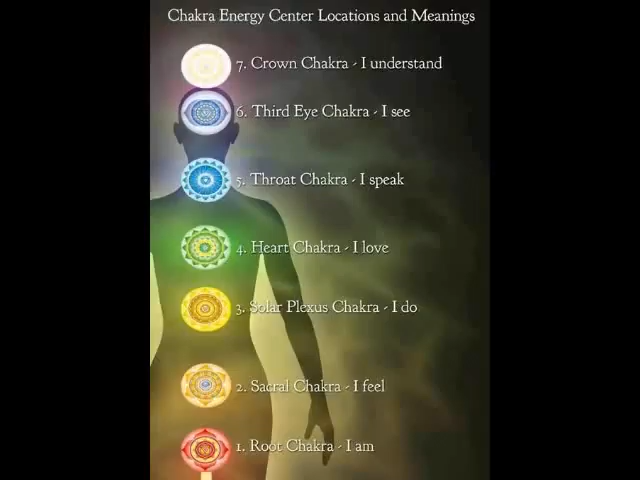 Chakra Energy Center Locations and Meanings
7. Crown Chakra - I understand
6. Third Eye Chakra - I see
5. Throat Chakra - I speak
4. Heart Chakra - I love
3. Solar Plexus Chakra - I do
2. Sacral Chakra - I feel
1. Root Chakra - I am